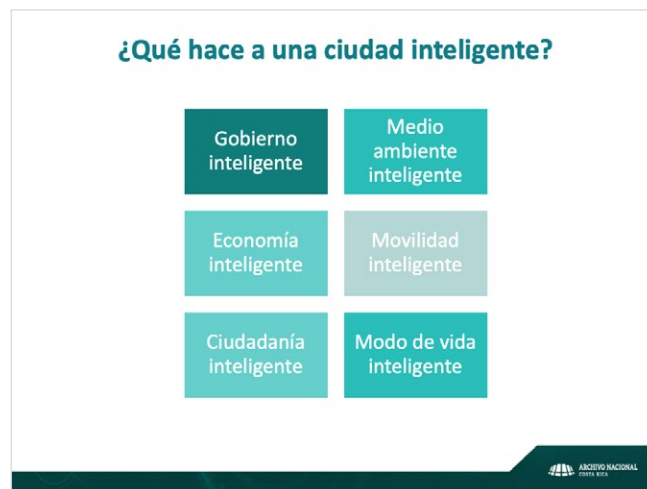 ¿Qué hace a una ciudad inteligente?
Gobierno
inteligente
Medio
ambiente
inteligente
Economía
inteligente
Movilidad
inteligente
Ciudadanía
inteligente
Modo de vida
inteligente
ARCHIVO NACIONAL
COSTA RICA